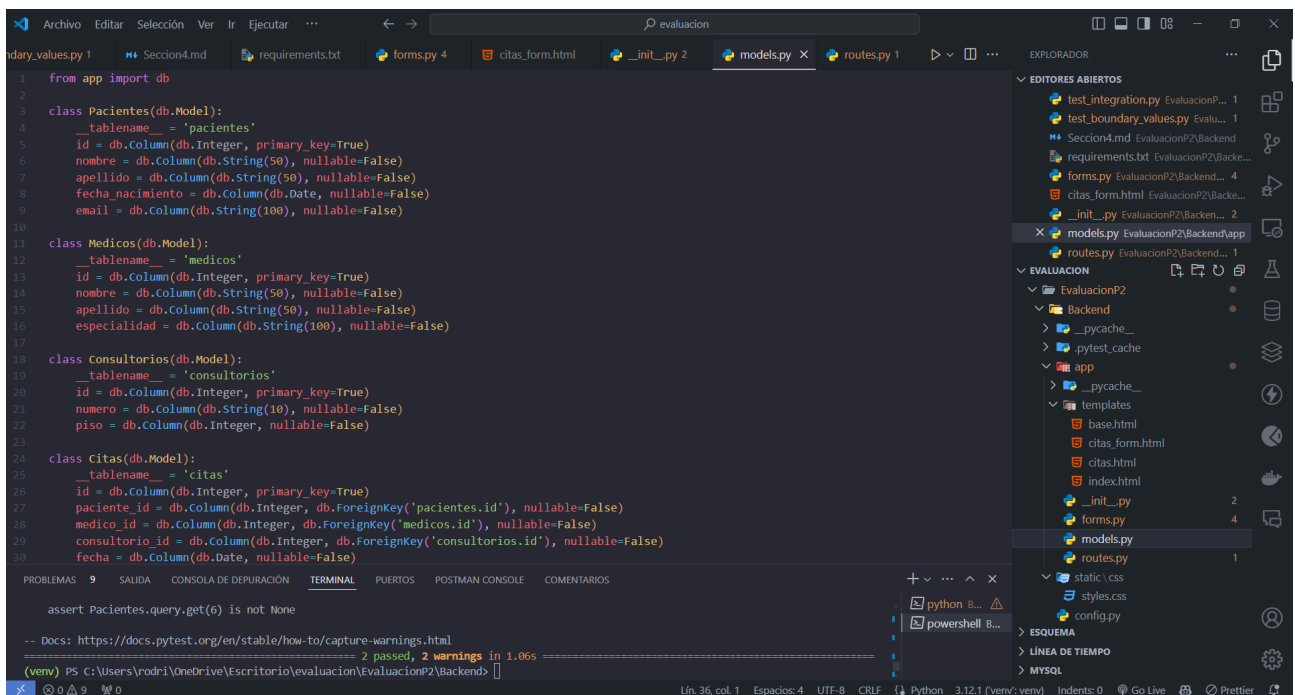 Archivo Editar Selección Ver Ir Ejecutar ··· evaluacion
ndary_values.py 1 Seccion4.md requirements.txt forms.py 4 citas_form.html __init__.py 2 models.py routes.py 1
1 from app import db
2
3 class Pacientes(db.Model):
4 __tablename__ = 'pacientes'
5 id = db.Column(db.Integer, primary_key=True)
6 nombre = db.Column(db.String(50), nullable=False)
7 apellido = db.Column(db.String(50), nullable=False)
8 fecha_nacimiento = db.Column(db.Date, nullable=False)
9 email = db.Column(db.String(100), nullable=False)
10
11 class Medicos(db.Model):
12 __tablename__ = 'medicos'
13 id = db.Column(db.Integer, primary_key=True)
14 nombre = db.Column(db.String(50), nullable=False)
15 apellido = db.Column(db.String(50), nullable=False)
16 especialidad = db.Column(db.String(100), nullable=False)
17
18 class Consultorios(db.Model):
19 __tablename__ = 'consultorios'
20 id = db.Column(db.Integer, primary_key=True)
21 numero = db.Column(db.String(10), nullable=False)
22 piso = db.Column(db.Integer, nullable=False)
23
24 class Citas(db.Model):
25 __tablename__ = 'citas'
26 id = db.Column(db.Integer, primary_key=True)
27 paciente_id = db.Column(db.Integer, db.ForeignKey('pacientes.id'), nullable=False)
28 medico_id = db.Column(db.Integer, db.ForeignKey('medicos.id'), nullable=False)
29 consultorio_id = db.Column(db.Integer, db.ForeignKey('consultorios.id'), nullable=False)
30 fecha = db.Column(db.Date, nullable=False)
PROBLEMAS 9 SALIDA CONSOLA DE DEPURACIÓN TERMINAL PUERTOS POSTMAN CONSOLE COMENTARIOS
assert Pacientes.query.get(6) is not None
-- Docs: https://docs.pytest.org/en/stable/how-to/capture-warnings.html
2 passed, 2 warnings in 1.06s
(venv) PS C:\Users\rodri\OneDrive\Escritorio\evaluacion\EvaluacionP2\Backend>
python B...
powershell B...
EXPLORADOR ···
EDITORES ABIERTOS
test_integration.py EvaluacionP... 1
test_boundary_values.py Evalu... 1
Seccion4.md EvaluacionP2\Backend
requirements.txt EvaluacionP2\Backe...
forms.py EvaluacionP2\Backend... 4
citas_form.html EvaluacionP2\Backe...
__init__.py EvaluacionP2\Backen... 2
models.py EvaluacionP2\Backend\app
routes.py EvaluacionP2\Backend... 1
EVALUACION
EvaluacionP2
Backend
__pycache__
.pytest_cache
app
__pycache__
templates
base.html
citas_form.html
citas.html
index.html
__init__.py 2
forms.py 4
models.py
routes.py 1
static\css
styles.css
config.py
ESQUEMA
LÍNEA DE TIEMPO
MYSQL
0 9 0 Lín. 36, col. 1 Espacios: 4 UTF-8 CRLF Python 3.12.1 ('venv': venv) Indents: 0 Go Live Prettier